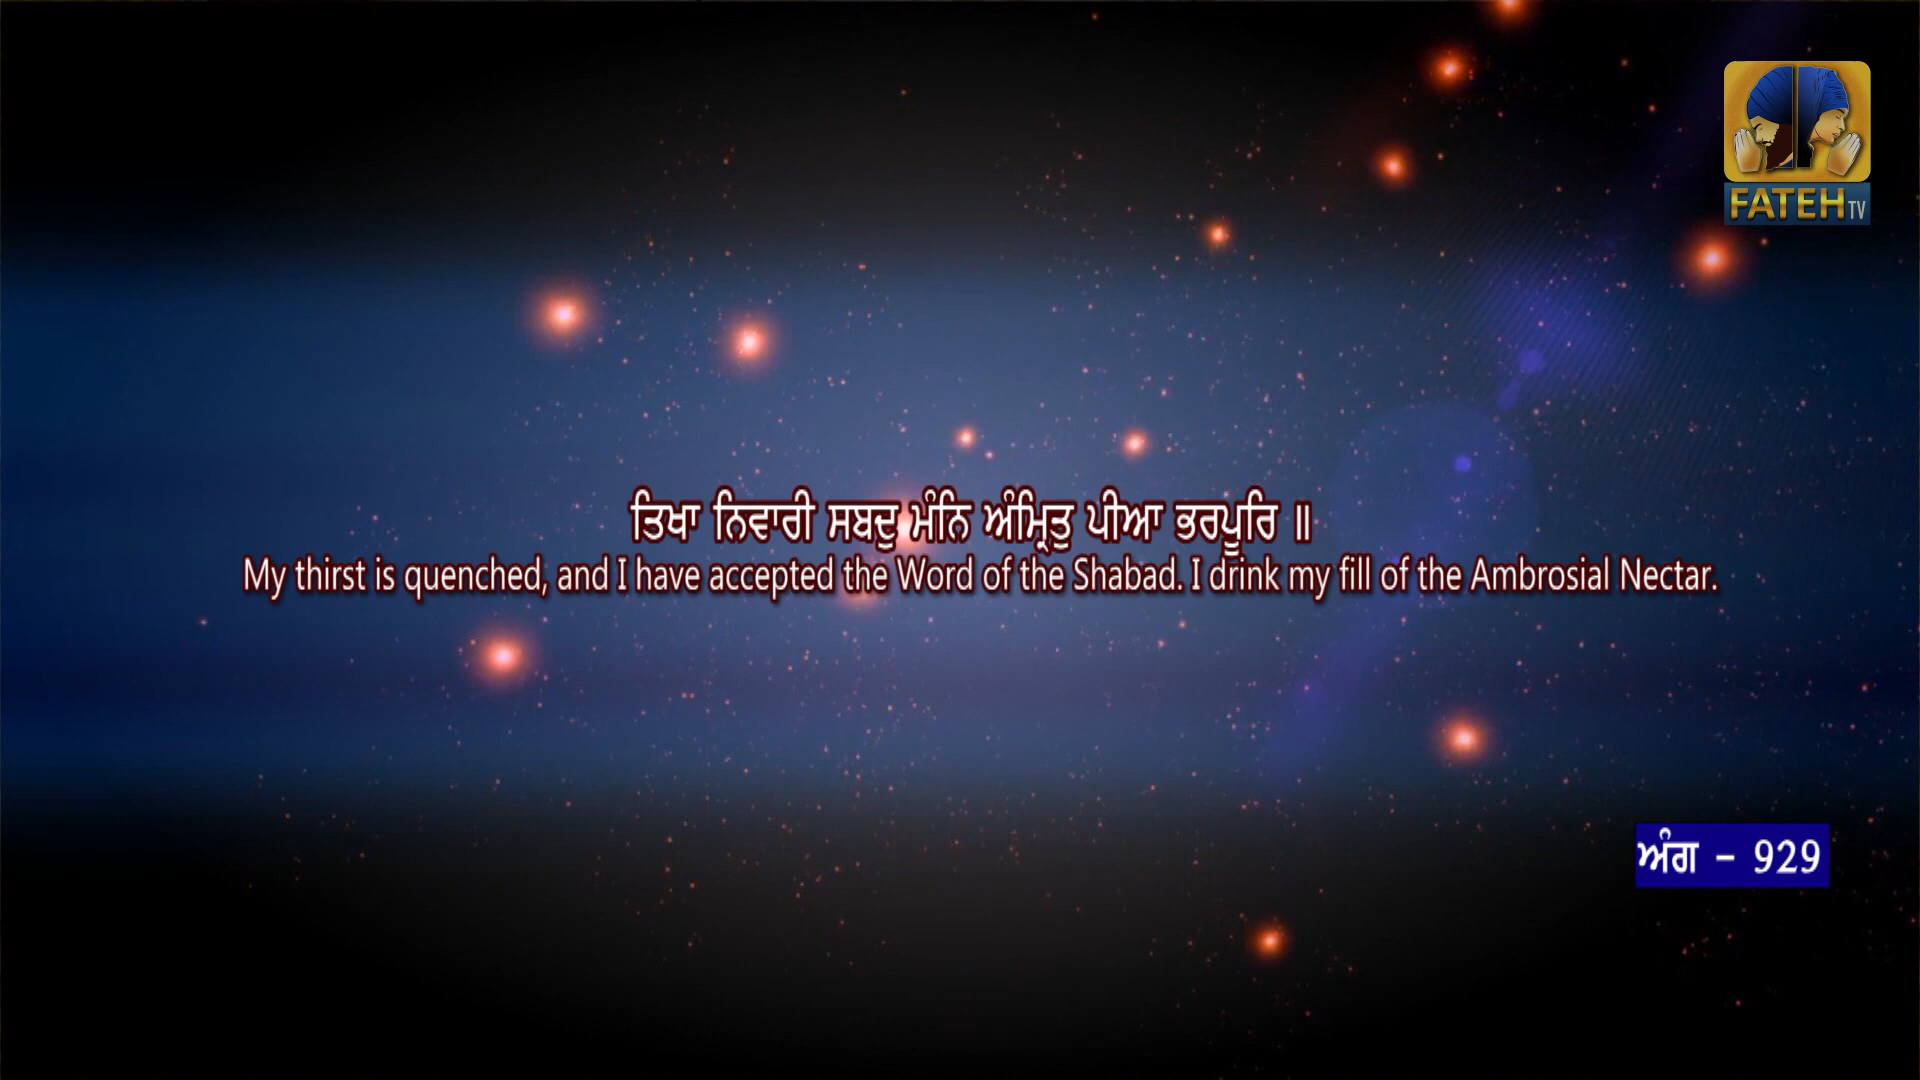 FATEH TV
ਤਿਖਾ ਨਿਵਾਰੀ ਸਬਦੁ ਮੰਨਿ ਅੰਮ੍ਰਿਤੁ ਪੀਆ ਭਰਪੂਰਿ ॥
My thirst is quenched, and I have accepted the Word of the Shabad. I drink my fill of the Ambrosial Nectar.
ਅੰਗ - 929